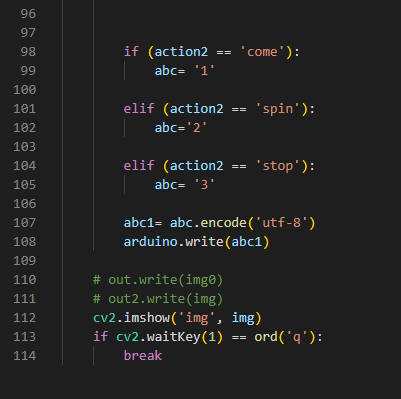 96
97
98 if (action2 == 'come'):
99 abc= '1'
100
101 elif (action2 == 'spin'):
102 abc='2'
103
104 elif (action2 == 'stop'):
105 abc= '3'
106
107 abc1= abc.encode('utf-8')
108 arduino.write(abc1)
109
110 # out.write(img0)
111 # out2.write(img)
112 cv2.imshow('img', img)
113 if cv2.waitKey(1) == ord('q'):
114 break